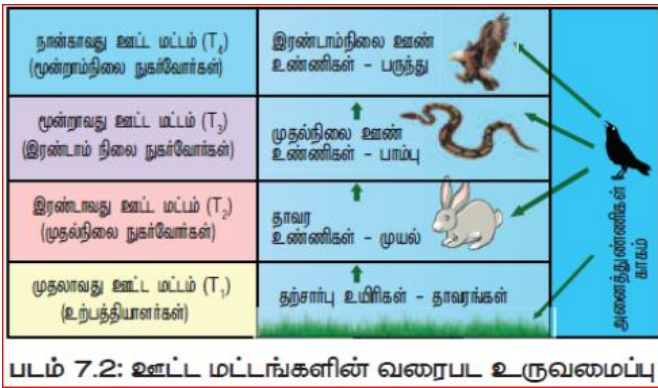 நான்காவது ஊட்ட மட்டம் (T₄)
(மூன்றாம்நிலை நுகர்வோர்கள்)
இரண்டாம்நிலை ஊண்
உண்ணிகள் - பருந்து
மூன்றாவது ஊட்ட மட்டம் (T₃)
(இரண்டாம் நிலை நுகர்வோர்கள்)
முதல்நிலை ஊண்
உண்ணிகள் - பாம்பு
இரண்டாவது ஊட்ட மட்டம் (T₂)
(முதல்நிலை நுகர்வோர்கள்)
தாவர
உண்ணிகள் - முயல்
முதலாவது ஊட்ட மட்டம் (T₁)
(உற்பத்தியாளர்கள்)
தற்சார்பு உயிரிகள் - தாவரங்கள்
அனைத்துண்ணிகள்
காகம்
படம் 7.2: ஊட்ட மட்டங்களின் வரைபட உருவமைப்பு